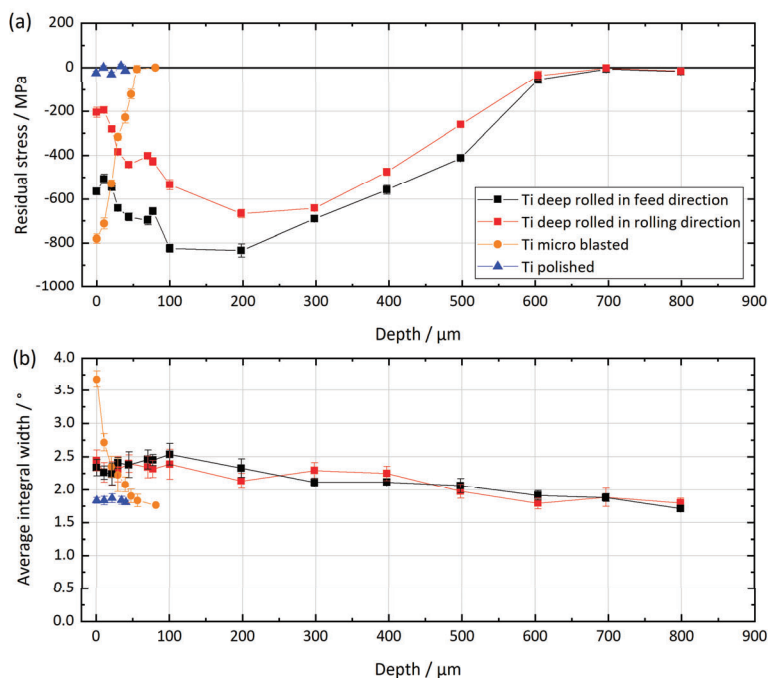 (a)
200
0
-200
-400
-600
-800
-1000
Residual stress / MPa
Ti deep rolled in feed direction
Ti deep rolled in rolling direction
Ti micro blasted
Ti polished
0 100 200 300 400 500 600 700 800 900
Depth / µm
(b)
4.0
3.5
3.0
2.5
2.0
1.5
1.0
0.5
0.0
Average integral width / °
0 100 200 300 400 500 600 700 800 900
Depth / µm